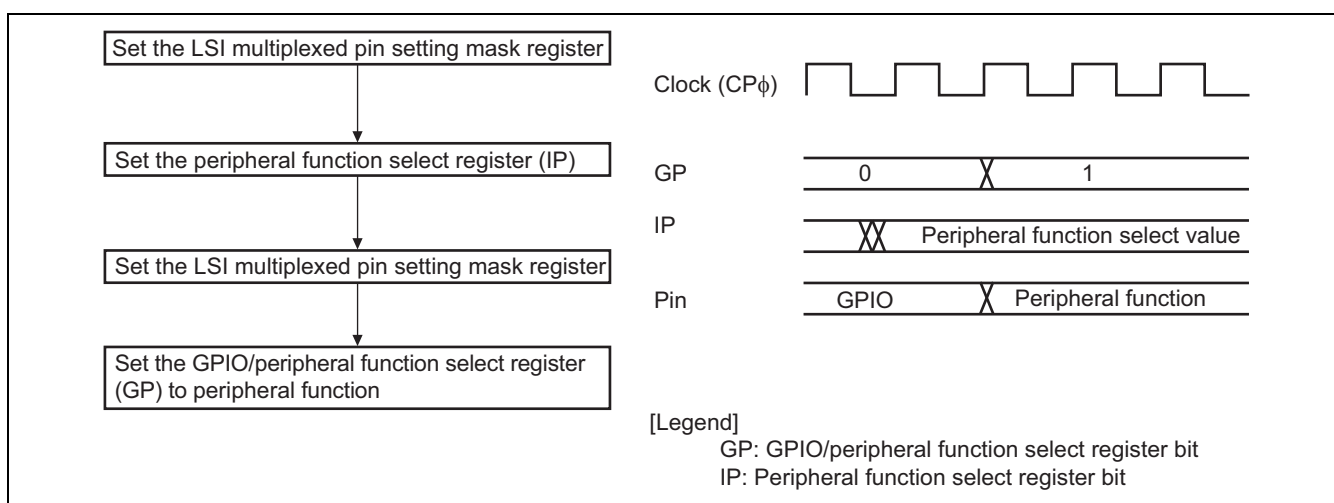 Set the LSI multiplexed pin setting mask register
Set the peripheral function select register (IP)
Set the LSI multiplexed pin setting mask register
Set the GPIO/peripheral function select register
(GP) to peripheral function
Clock (CPϕ)
GP 0 1
IP Peripheral function select value
Pin GPIO Peripheral function
[Legend]
GP: GPIO/peripheral function select register bit
IP: Peripheral function select register bit